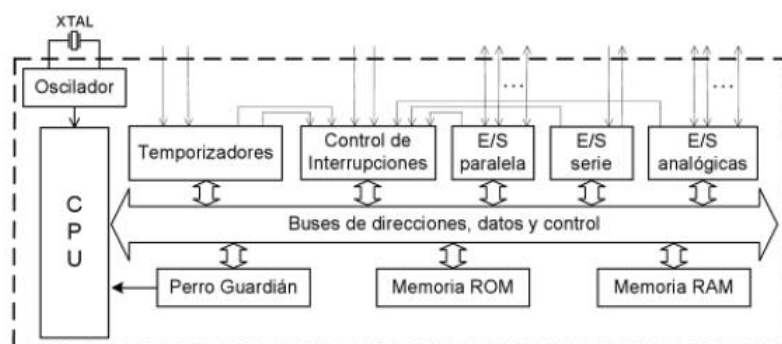 XTAL
Oscilador
CPU
Temporizadores
Control de
Interrupciones
E/S
paralela
E/S
serie
E/S
analógicas
...
...
Buses de direcciones, datos y control
Perro Guardián
Memoria ROM
Memoria RAM